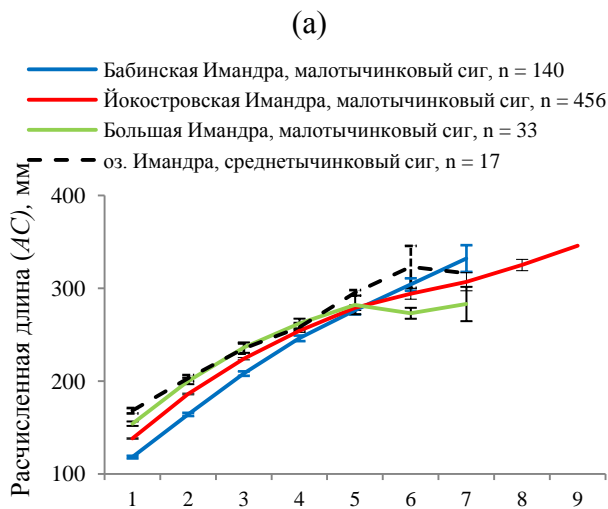 (а)
Бабинская Имандра, малотычинковый сиг, n = 140
Йокостровская Имандра, малотычинковый сиг, n = 456
Большая Имандра, малотычинковый сиг, n = 33
оз. Имандра, среднетычинковый сиг, n = 17
Расчисленная длина (АС), мм
400
300
200
100
1 2 3 4 5 6 7 8 9